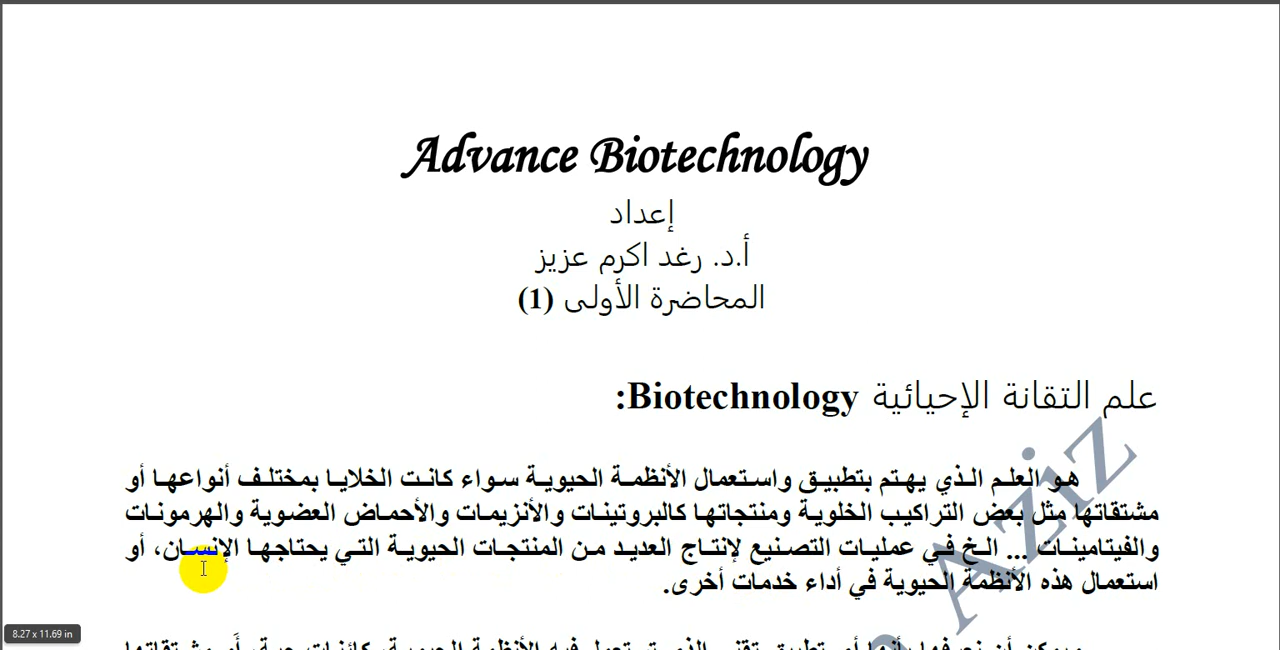 Advance Biotechnology
إعداد
أ.د. رغد اكرم عزيز
المحاضرة الأولى (1)
علم التقانة الإحيائية Biotechnology:
هو العلم الذي يهتم بتطبيق واستعمال الأنظمة الحيوية سواء كانت الخلايا بمختلف أنواعها أو
مشتقاتها مثل بعض التراكيب الخلوية ومنتجاتها كالبروتينات والأنزيمات والأحماض العضوية والهرمونات
والفيتامينات ... الخ في عمليات التصنيع لإنتاج العديد من المنتجات الحيوية التي يحتاجها الإنسان، أو
استعمال هذه الأنظمة الحيوية في أداء خدمات أخرى.
Aziz
8.27 x 11.69 in